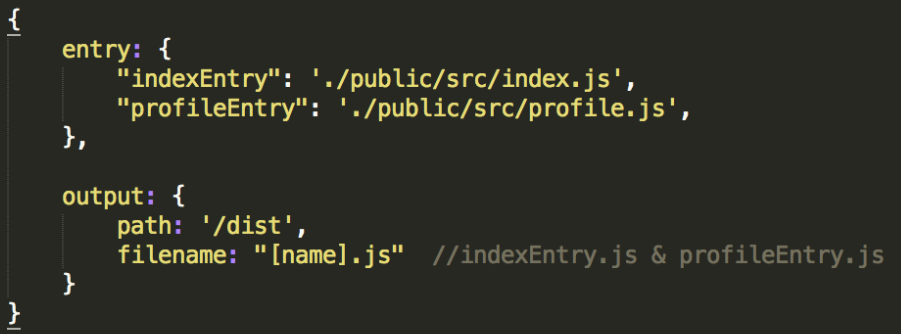 {
    entry: {
        "indexEntry": './public/src/index.js',
        "profileEntry": './public/src/profile.js',
    },

    output: {
        path: '/dist',
        filename: "[name].js"  //indexEntry.js & profileEntry.js
    }
}